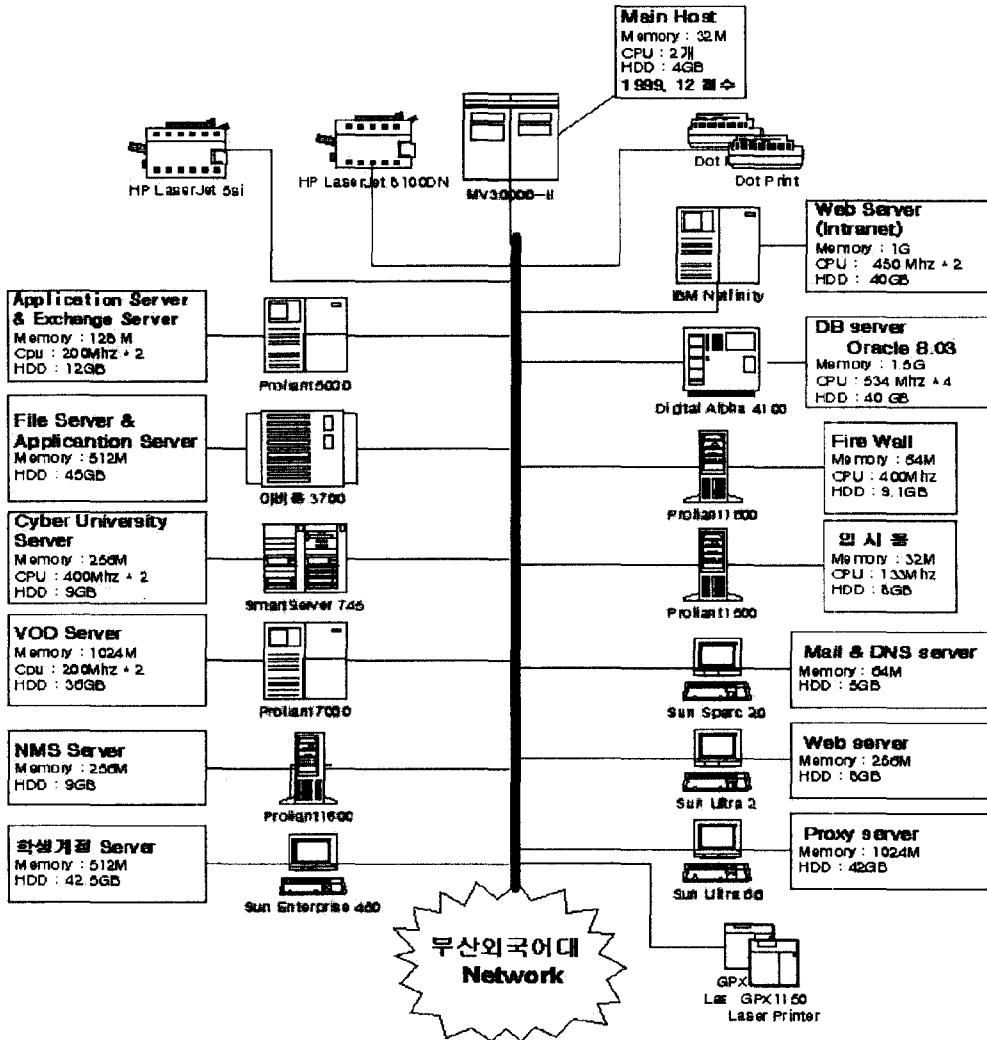 Main Host
Memory : 32M
CPU : 2개
HDD : 4GB
1999. 12 철수
HP LaserJet 5si
HP LaserJet 8100DN
MV30000-II
Dot
Dot Print
Web Server
(Intranet)
Memory : 1G
CPU : 450 Mhz * 2
HDD : 40GB
IBM Netfinity
Application Server
& Exchange Server
Memory : 128M
Cpu : 200Mhz * 2
HDD : 12GB
Proliant5000
DB server
Oracle 8.03
Memory : 1.5G
CPU : 534 Mhz * 4
HDD : 40 GB
Digital Alpha 4100
File Server &
Applicantion Server
Memory : 512M
HDD : 45GB
3700
Fire Wall
Memory : 64M
CPU : 400Mhz
HDD : 9.1GB
Proliant1600
Cyber University
Server
Memory : 256M
CPU : 400Mhz * 2
HDD : 9GB
SmartServer 745
입 시 용
Memory : 32M
CPU : 133Mhz
HDD : 8GB
Proliant1500
VOD Server
Memory : 1024M
Cpu : 200Mhz * 2
HDD : 36GB
Proliant7000
Mail & DNS server
Memory : 64M
HDD : 5GB
Sun Sparc 20
NMS Server
Memory : 256M
HDD : 9GB
Proliant1600
Web server
Memory : 256M
HDD : 8GB
Sun Ultra 2
학생계정 Server
Memory : 512M
HDD : 42.5GB
Sun Enterprise 450
Proxy server
Memory : 1024M
HDD : 42GB
Sun Ultra 60
부산외국어대
Network
GPX
GPX1150
Laser Printer